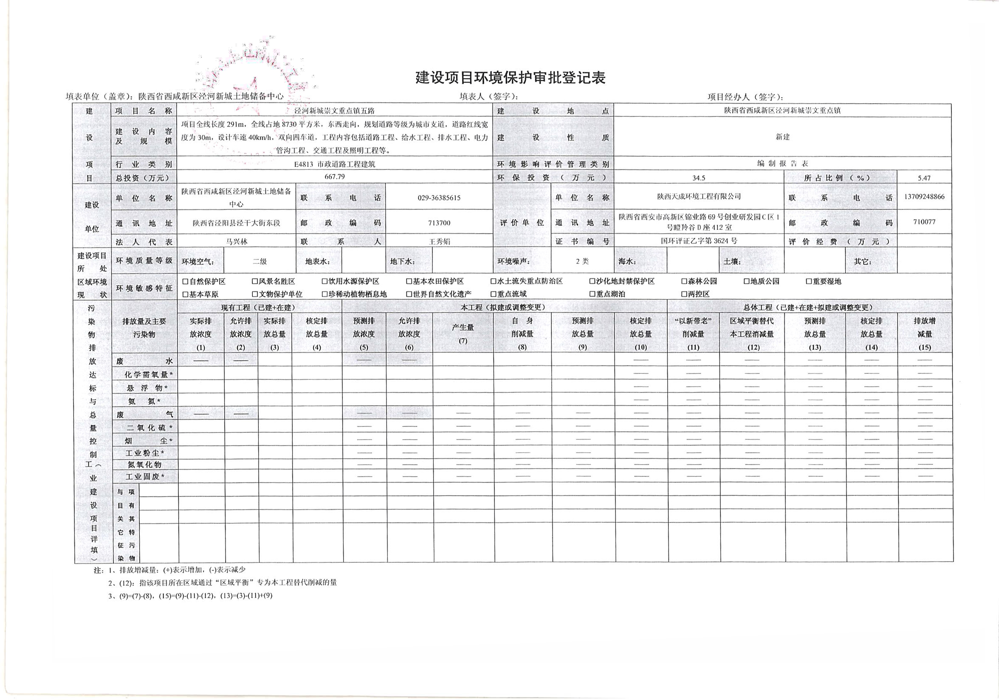 建设项目环境保护审批登记表
填表单位（盖章）：陕西省西咸新区泾河新城土地储备中心 填表人（签字）： 项目经办人（签字）：
建设项目 项目名称 泾河新城崇文重点镇五路 建设地点 陕西省西咸新区泾河新城崇文重点镇
建设内容及规模 项目全线长度 291m，全线占地 8730 平方米，东西走向，规划道路等级为城市支道，道路红线宽
度为 30m，设计车速 40km/h，双向四车道，工程内容包括道路工程、给水工程、排水工程、电力
管沟工程、交通工程及照明工程等。 建设性质 新建
行业类别 E4813 市政道路工程建筑 环境影响评价管理类别 编制报告表
总投资（万元） 667.79 环保投资（万元） 34.5 所占比例（%） 5.47
建设单位 单位名称 陕西省西咸新区泾河新城土地储备
中心 联系电话 029-36385615 评价单位 单位名称 陕西天成环境工程有限公司 联系电话 13709248866
通讯地址 陕西省泾阳县泾干大街东段 邮政编码 713700 通讯地址 陕西省西安市高新区锦业路 69 号创业研发园 C 区 1
号瞪羚谷 D 座 412 室 邮政编码 710077
法人代表 马兴林 联系人 王秀娟 证书编号 国环评证乙字第 3624 号 评价经费（万元）
建设项目所处区域环境现状 环境质量等级 环境空气： 二级 地表水： 地下水： 环境噪声： 2 类 海水： 土壤： 其它：
环境敏感特征 □自然保护区 □风景名胜区 □饮用水源保护区 □基本农田保护区 □水土流失重点防治区 □沙化地封禁保护区 □森林公园 □地质公园 □重要湿地
□基本草原 □文物保护单位 □珍稀动植物栖息地 □世界自然文化遗产 □重点流域 □重点湖泊 □两控区
污染物排放达标与总量控制（工业建设项目详填） 排放量及主要污染物 现有工程（已建+在建） 本工程（拟建或调整变更） 总体工程（已建+在建+拟建或调整变更）
实际排放浓度(1) 允许排放浓度(2) 实际排放总量(3) 核定排放总量(4) 预测排放浓度(5) 允许排放浓度(6) 产生量(7) 自身削减量(8) 预测排放总量(9) 核定排放总量(10) “以新带老”削减量(11) 区域平衡替代本工程消减量(12) 预测排放总量(13) 核定排放总量(14) 排放增减量(15)
废水 —— —— —— —— —— —— —— —— —— ——
化学需氧量* —— —— —— —— —— ——
悬浮物* —— —— —— —— —— ——
氨氮* —— —— —— —— —— ——
废气 —— —— —— —— —— —— —— —— —— —— —— —— ——
二氧化硫* —— —— —— —— —— —— —— —— —— —— ——
烟尘* —— —— —— —— —— —— —— —— —— —— ——
工业粉尘* —— —— —— —— —— —— —— —— —— —— ——
氮氧化物 —— —— —— —— —— —— —— —— —— —— ——
工业固废* —— —— —— —— —— —— —— —— —— —— ——
与项目有关其它特征污染物
注：1、排放增减量：(+)表示增加，(-)表示减少
2、(12)：指该项目所在区域通过“区域平衡”专为本工程替代削减的量
3、(9)=(7)-(8)，(15)=(9)-(11)-(12)，(13)=(3)-(11)+(9)